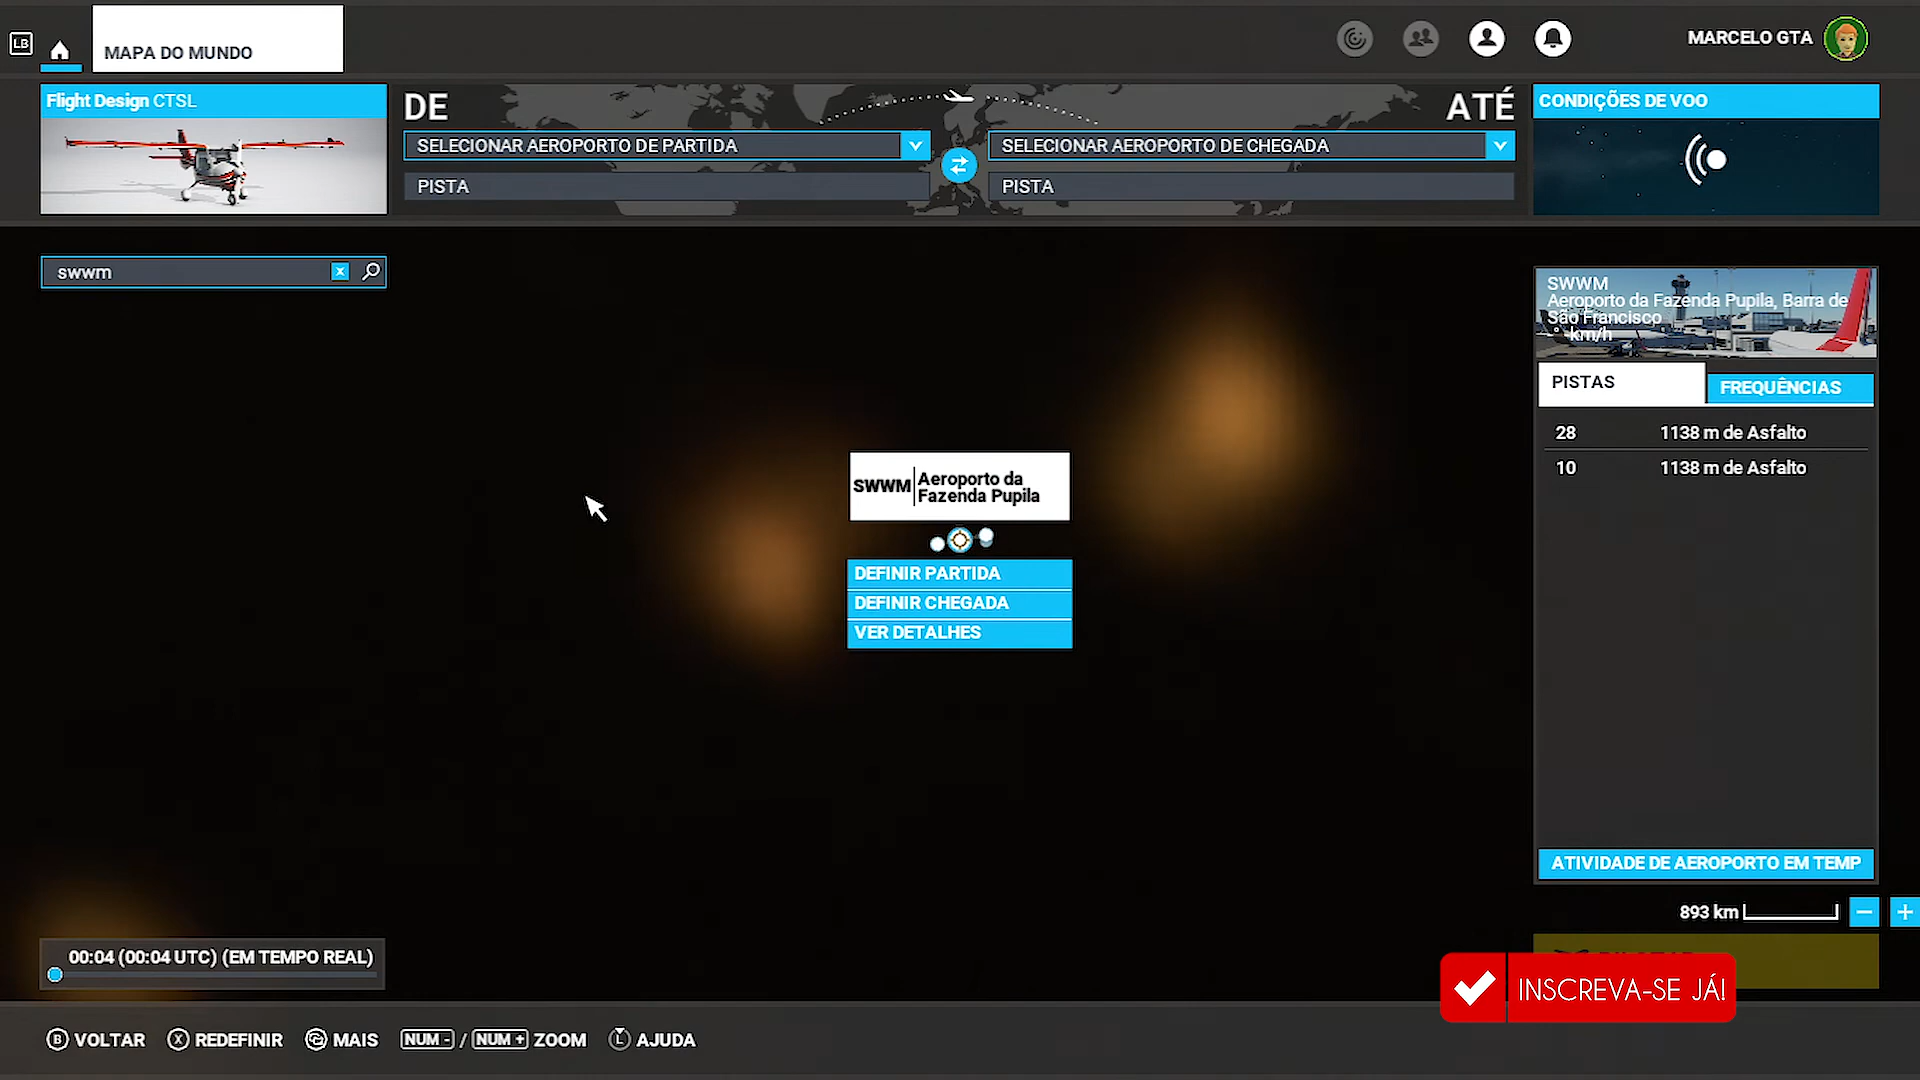 LB
MAPA DO MUNDO
MARCELO GTA
Flight Design CTSL
DE
ATÉ
CONDIÇÕES DE VOO
SELECIONAR AEROPORTO DE PARTIDA
SELECIONAR AEROPORTO DE CHEGADA
PISTA
PISTA
swwm
x
SWWM
Aeroporto da Fazenda Pupila, Barra de
São Francisco
-° -km/h
PISTAS
FREQUÊNCIAS
28 1138 m de Asfalto
10 1138 m de Asfalto
SWWM
Aeroporto da
Fazenda Pupila
DEFINIR PARTIDA
DEFINIR CHEGADA
VER DETALHES
ATIVIDADE DE AEROPORTO EM TEMP
893 km
00:04 (00:04 UTC) (EM TEMPO REAL)
INSCREVA-SE JÁ!
B VOLTAR
X REDEFINIR
MAIS
NUM - / NUM + ZOOM
L AJUDA